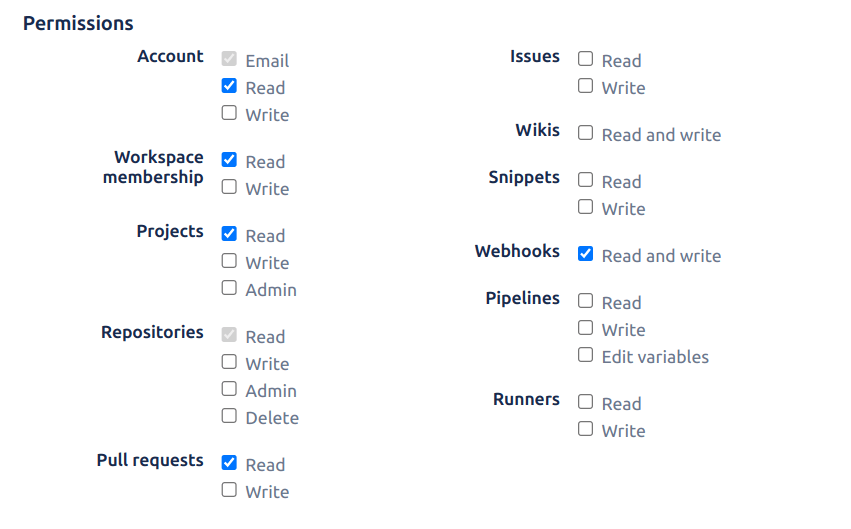 Permissions
Account
Email
Read
Write
Workspace
membership
Read
Write
Projects
Read
Write
Admin
Repositories
Read
Write
Admin
Delete
Pull requests
Read
Write
Issues
Read
Write
Wikis
Read and write
Snippets
Read
Write
Webhooks
Read and write
Pipelines
Read
Write
Edit variables
Runners
Read
Write